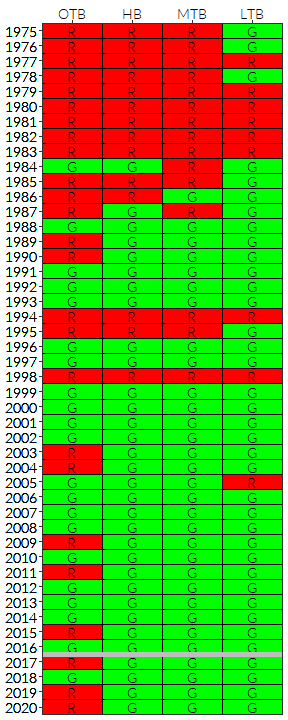 OTB HB MTB LTB
1975 R R R G
1976 R R R G
1977 R R R R
1978 R R R G
1979 R R R R
1980 R R R R
1981 R R R R
1982 R R R R
1983 R R R R
1984 G G R G
1985 R R R G
1986 R R G G
1987 R G R G
1988 G G G G
1989 R G G G
1990 R G G G
1991 G G G G
1992 G G G G
1993 G G G G
1994 R R R R
1995 R R R G
1996 G G G G
1997 G G G G
1998 R R R R
1999 G G G G
2000 G G G G
2001 G G G G
2002 G G G G
2003 R G G G
2004 R G G G
2005 G G G R
2006 G G G G
2007 G G G G
2008 G G G G
2009 R G G G
2010 G G G G
2011 R G G G
2012 G G G G
2013 G G G G
2014 G G G G
2015 R G G G
2016 G G G G
2017 R G G G
2018 G G G G
2019 R G G G
2020 R G G G